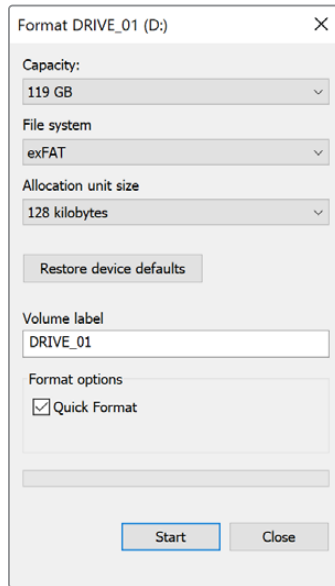 Format DRIVE_01 (D:)
Capacity:
119 GB
File system
exFAT
Allocation unit size
128 kilobytes
Restore device defaults
Volume label
DRIVE_01
Format options
Quick Format
Start Close